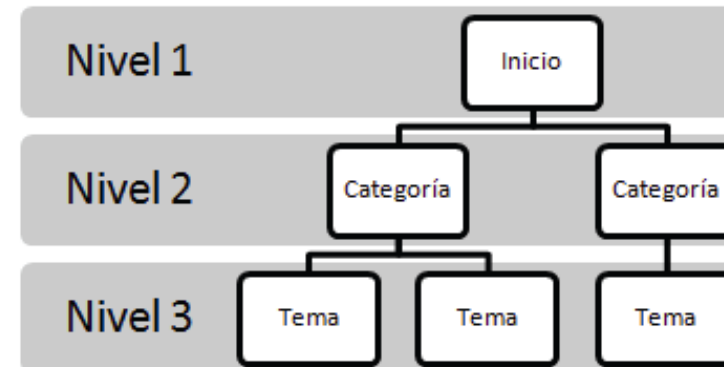 Nivel 1
Inicio
Nivel 2
Categoría
Categoría
Nivel 3
Tema
Tema
Tema